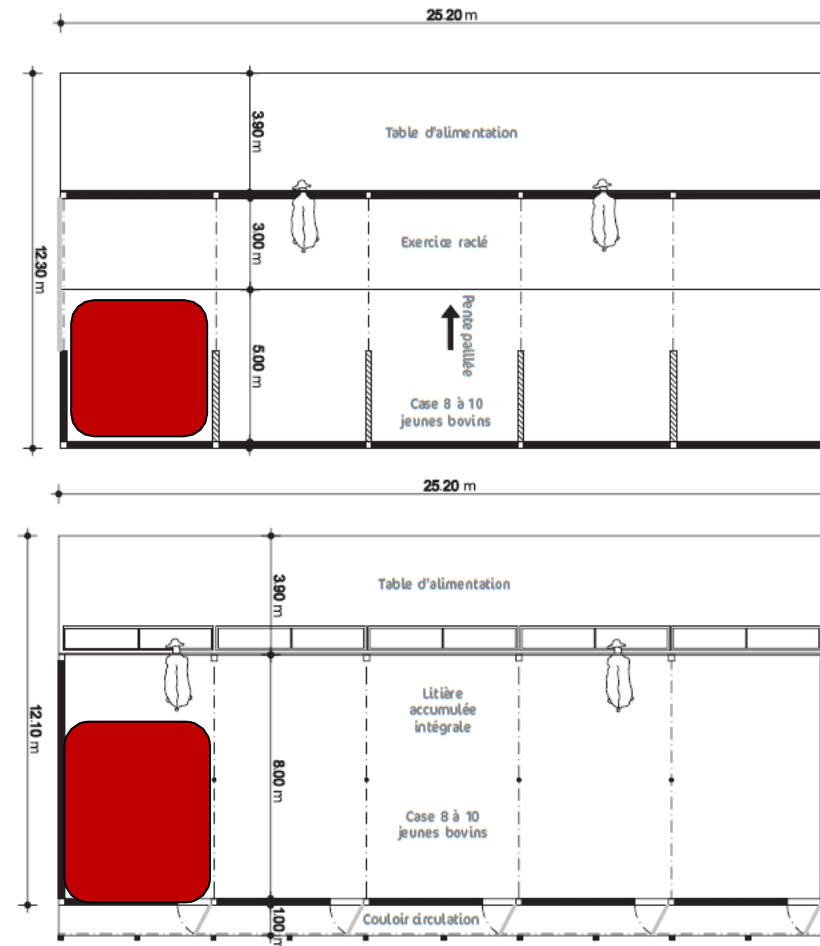 25.20 m
3.90 m
Table d'alimentation
12.30 m
3.00 m
Exercice raclé
Pente paillée
5.00 m
Case 8 à 10
jeunes bovins
25.20 m
3.90 m
Table d'alimentation
12.10 m
Litière
accumulée
intégrale
8.00 m
Case 8 à 10
jeunes bovins
1.00 m
Couloir circulation